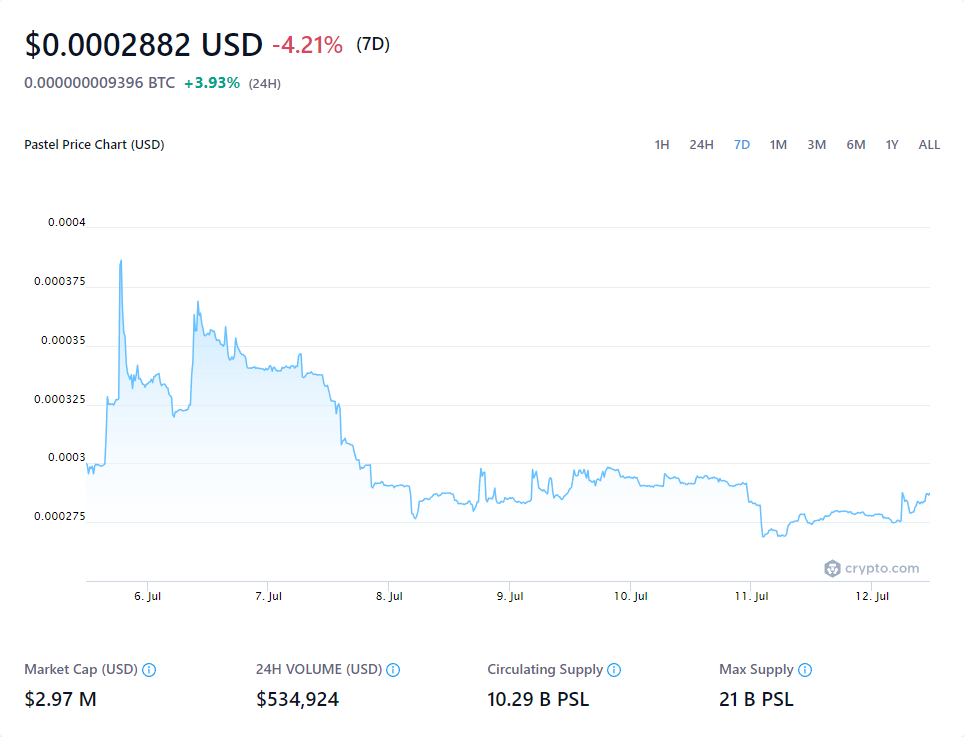 $0.0002882 USD -4.21% (7D)
0.000000009396 BTC +3.93% (24H)
Pastel Price Chart (USD) 1H 24H 7D 1M 3M 6M 1Y ALL
0.0004
0.000375
0.00035
0.000325
0.0003
0.000275
crypto.com
6. Jul 7. Jul 8. Jul 9. Jul 10. Jul 11. Jul 12. Jul
Market Cap (USD) 24H VOLUME (USD) Circulating Supply Max Supply
$2.97 M $534,924 10.29 B PSL 21 B PSL